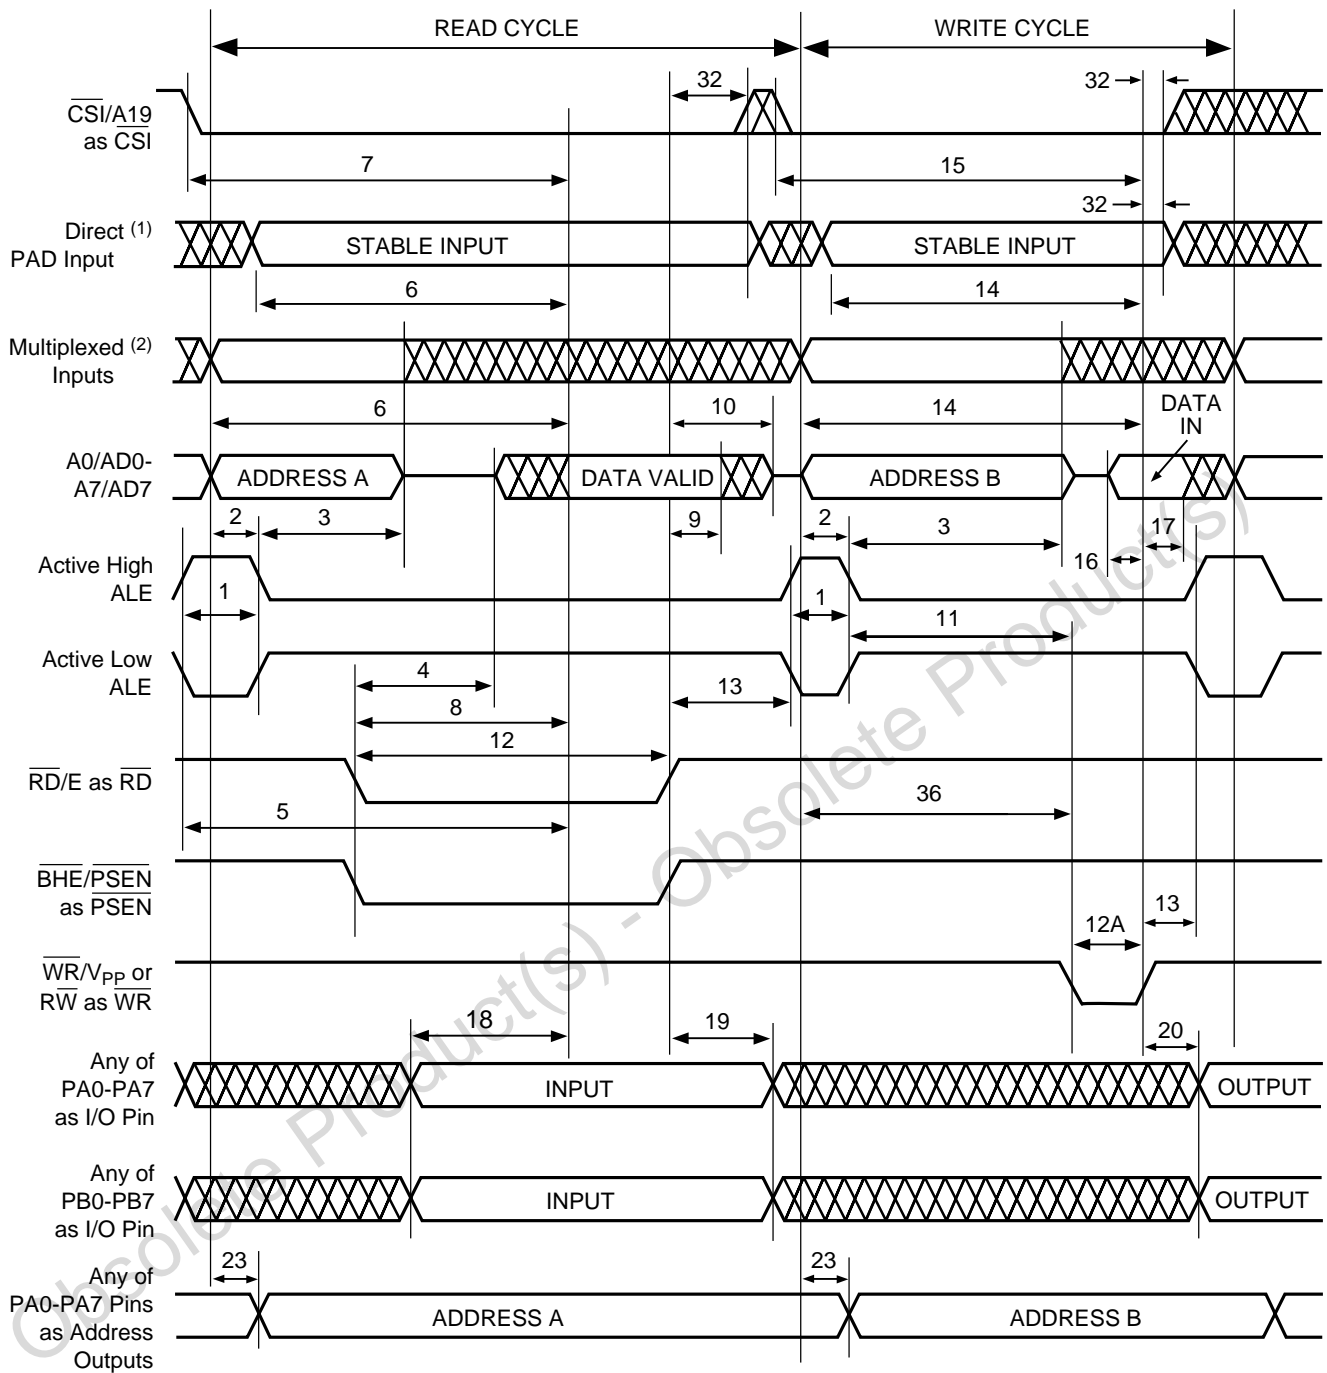 READ CYCLE
WRITE CYCLE
32
32
CSI/A19
as CSI
7
15
32
Direct (1)
PAD Input
STABLE INPUT
STABLE INPUT
6
14
Multiplexed (2)
Inputs
6
10
14
DATA
IN
A0/AD0-
A7/AD7
ADDRESS A
DATA VALID
ADDRESS B
2
3
9
2
3
17
16
Active High
ALE
1
1
11
Active Low
ALE
4
13
8
12
RD/E as RD
36
5
BHE/PSEN
as PSEN
13
12A
WR/VPP or
RW as WR
18
19
20
Any of
PA0-PA7
as I/O Pin
INPUT
OUTPUT
Any of
PB0-PB7
as I/O Pin
INPUT
OUTPUT
23
23
Any of
PA0-PA7 Pins
as Address
Outputs
ADDRESS A
ADDRESS B
Obsolete Product(s) - Obsolete Product(s)